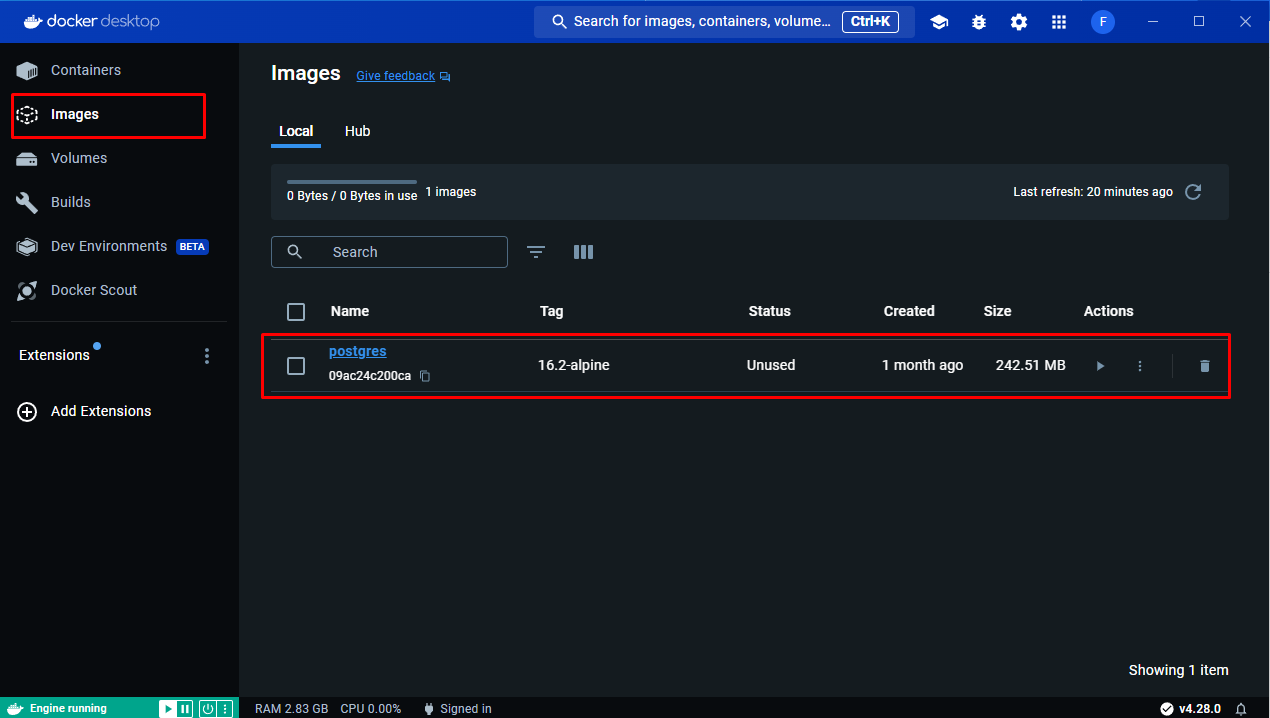 docker desktop
Search for images, containers, volume... Ctrl+K
F
Containers
Images
Volumes
Builds
Dev Environments BETA
Docker Scout
Extensions
Add Extensions
Images Give feedback
Local Hub
0 Bytes / 0 Bytes in use 1 images
Last refresh: 20 minutes ago
Search
Name Tag Status Created Size Actions
postgres
09ac24c200ca
16.2-alpine Unused 1 month ago 242.51 MB
Showing 1 item
Engine running
RAM 2.83 GB CPU 0.00% Signed in
v4.28.0